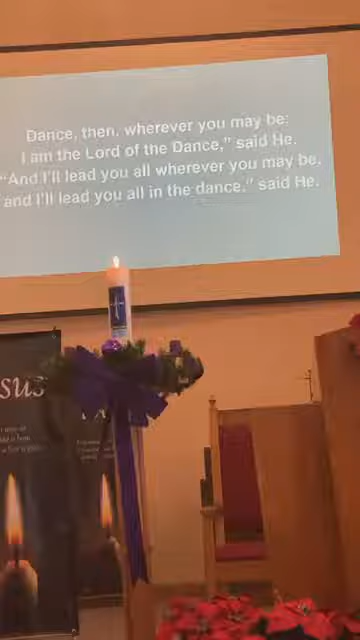 Dance, then, wherever you may be;
I am the Lord of the Dance," said He.
"And I'll lead you all wherever you may be,
and I'll lead you all in the dance," said He.